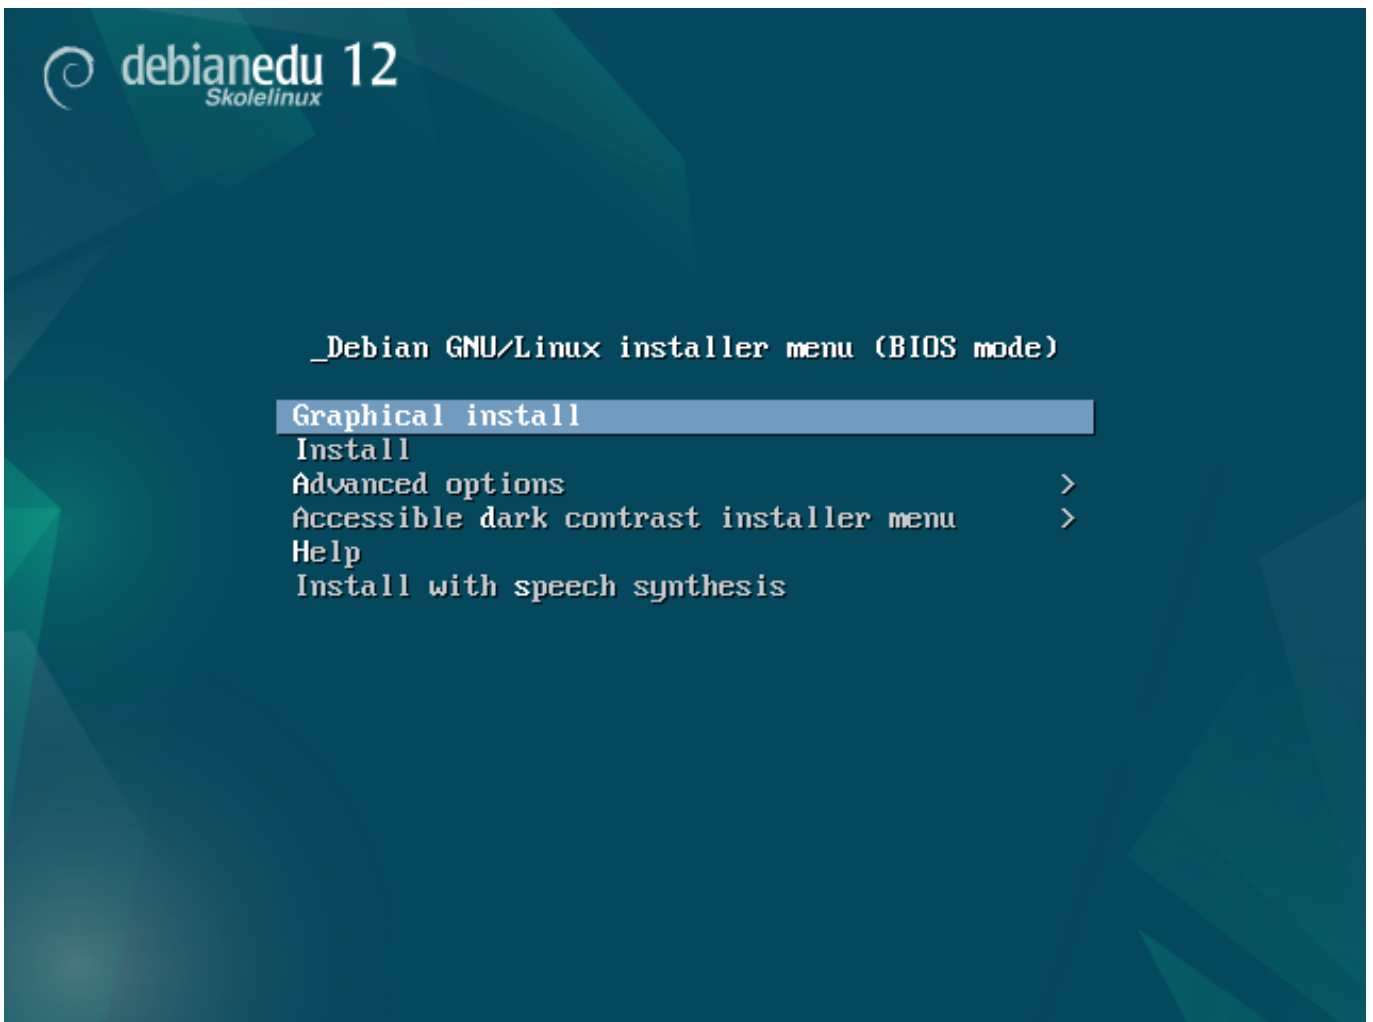 debianedu 12
Skolelinux
_Debian GNU/Linux installer menu (BIOS mode)
Graphical install
Install
Advanced options >
Accessible dark contrast installer menu >
Help
Install with speech synthesis